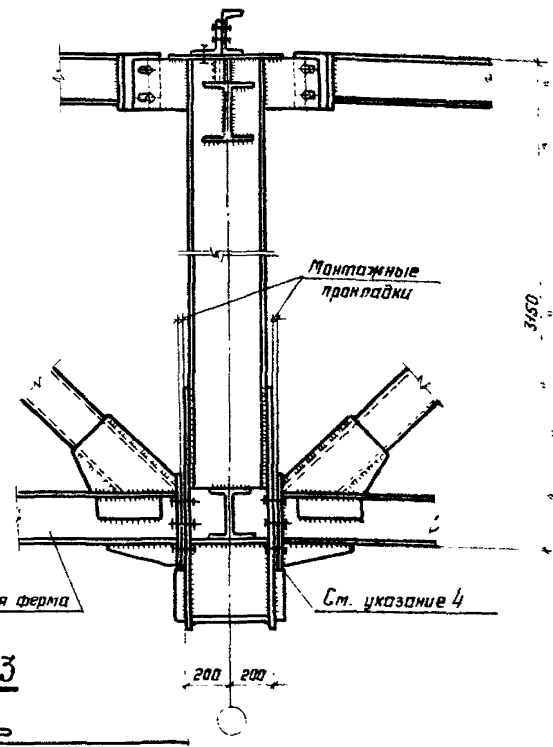 Монтажные
прокладки
3150
я ферма
См. указание 4
3
200 200